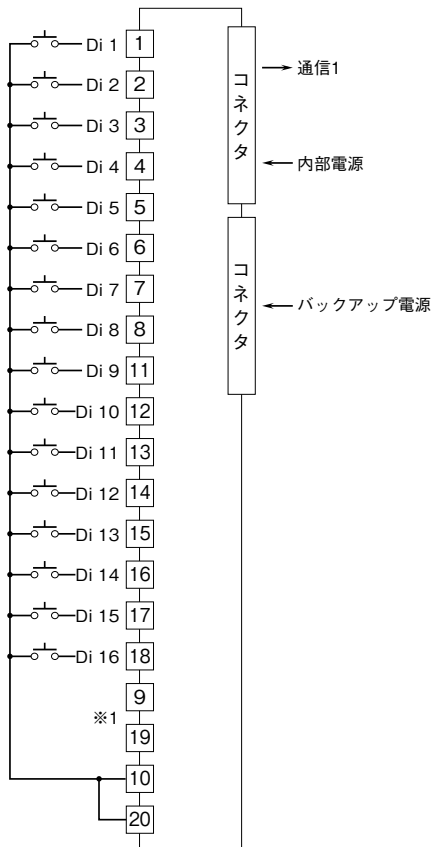 Di 1 1
Di 2 2
Di 3 3
Di 4 4
Di 5 5
Di 6 6
Di 7 7
Di 8 8
Di 9 11
Di 10 12
Di 11 13
Di 12 14
Di 13 15
Di 14 16
Di 15 17
Di 16 18
9
※1
19
10
20
コネクタ
通信1
内部電源
コネクタ
バックアップ電源